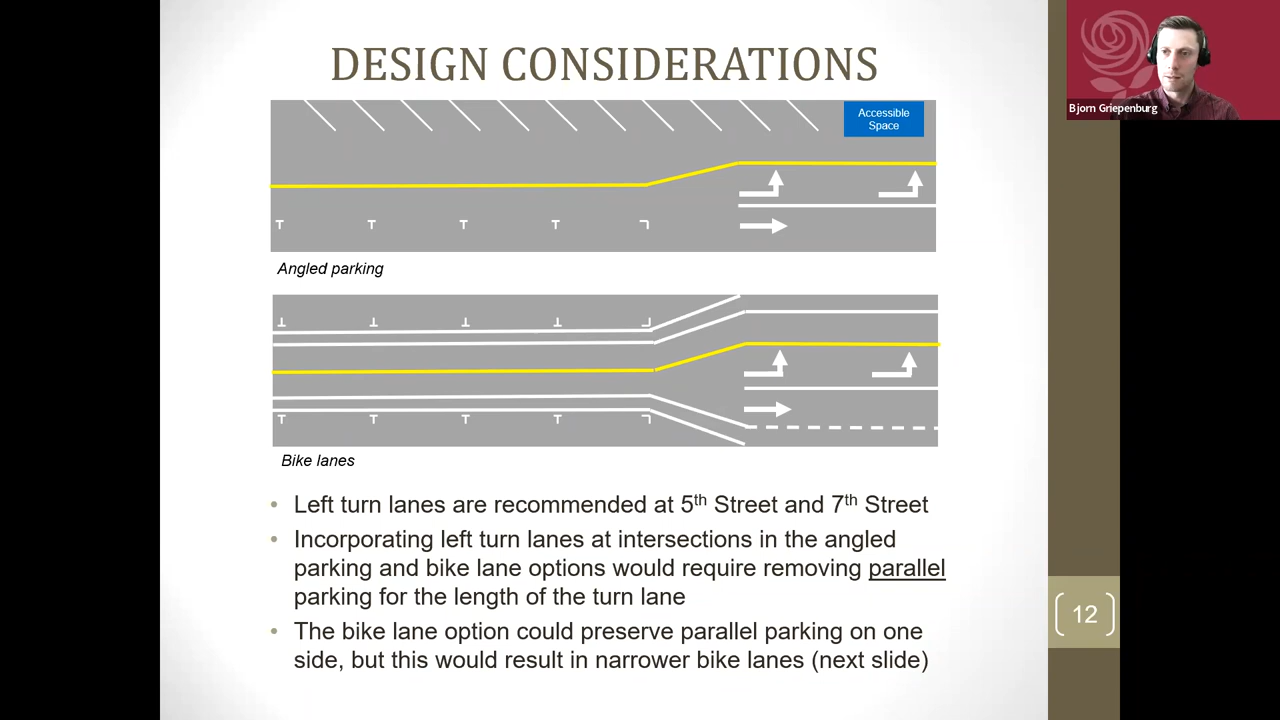 DESIGN CONSIDERATIONS
Accessible
Space
Bjorn Griepenburg
Angled parking
Bike lanes
• Left turn lanes are recommended at 5th Street and 7th Street
• Incorporating left turn lanes at intersections in the angled
parking and bike lane options would require removing parallel
parking for the length of the turn lane
• The bike lane option could preserve parallel parking on one
side, but this would result in narrower bike lanes (next slide)
12